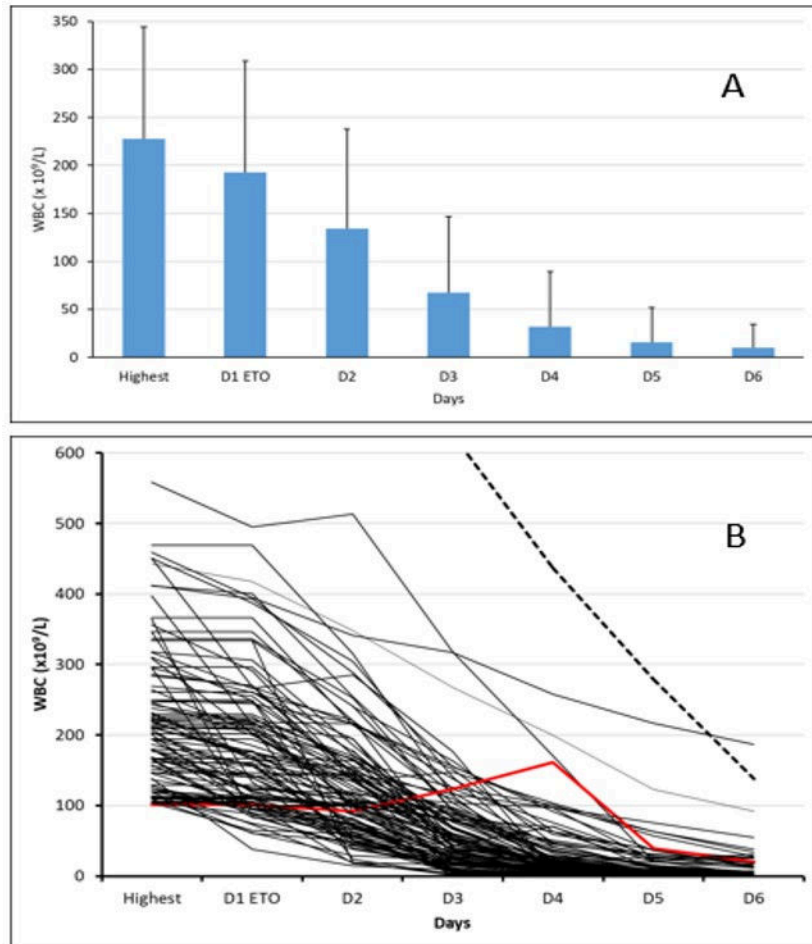 350
300
250
200
150
100
50
0
WBC (x 10⁹/L)
A
Highest D1 ETO D2 D3 D4 D5 D6
Days
600
500
400
300
200
100
0
WBC (x10⁹/L)
B
Highest D1 ETO D2 D3 D4 D5 D6
Days